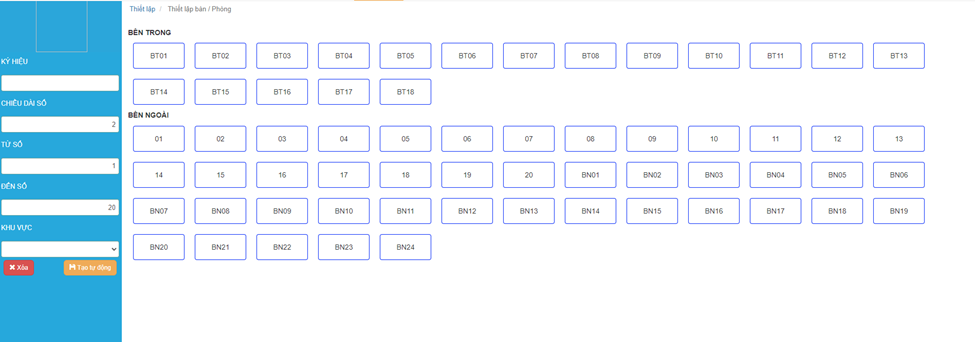 Thiết lập / Thiết lập bàn / Phòng
KÝ HIỆU
CHIỀU DÀI SỐ
2
TỪ SỐ
1
ĐẾN SỐ
20
KHU VỰC
Xóa Tạo tự động
BÊN TRONG
BT01 BT02 BT03 BT04 BT05 BT06 BT07 BT08 BT09 BT10 BT11 BT12 BT13
BT14 BT15 BT16 BT17 BT18
BÊN NGOÀI
01 02 03 04 05 06 07 08 09 10 11 12 13
14 15 16 17 18 19 20 BN01 BN02 BN03 BN04 BN05 BN06
BN07 BN08 BN09 BN10 BN11 BN12 BN13 BN14 BN15 BN16 BN17 BN18 BN19
BN20 BN21 BN22 BN23 BN24